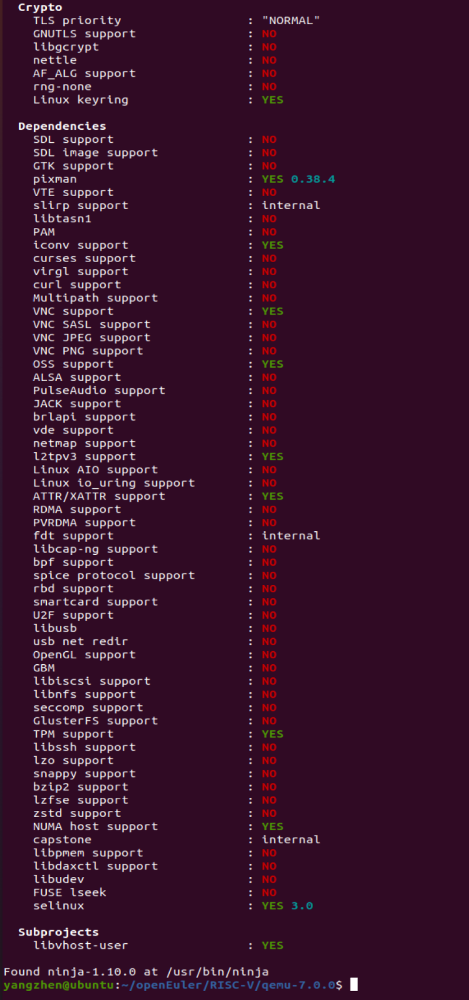 Crypto
TLS priority : "NORMAL"
GNUTLS support : NO
libgcrypt : NO
nettle : NO
AF_ALG support : NO
rng-none : NO
Linux keyring : YES
Dependencies
SDL support : NO
SDL image support : NO
GTK support : NO
pixman : YES 0.38.4
VTE support : NO
slirp support : internal
libtasn1 : NO
PAM : NO
iconv support : YES
curses support : NO
virgl support : NO
curl support : NO
Multipath support : NO
VNC support : YES
VNC SASL support : NO
VNC JPEG support : NO
VNC PNG support : NO
OSS support : YES
ALSA support : NO
PulseAudio support : NO
JACK support : NO
brlapi support : NO
vde support : NO
netmap support : NO
l2tpv3 support : YES
Linux AIO support : NO
Linux io_uring support : NO
ATTR/XATTR support : YES
RDMA support : NO
PVRDMA support : NO
fdt support : internal
libcap-ng support : NO
bpf support : NO
spice protocol support : NO
rbd support : NO
smartcard support : NO
U2F support : NO
libusb : NO
usb net redir : NO
OpenGL support : NO
GBM : NO
libiscsi support : NO
libnfs support : NO
seccomp support : NO
GlusterFS support : NO
TPM support : YES
libssh support : NO
lzo support : NO
snappy support : NO
bzip2 support : NO
lzfse support : NO
zstd support : NO
NUMA host support : YES
capstone : internal
libpmem support : NO
libdaxctl support : NO
libudev : NO
FUSE lseek : NO
selinux : YES 3.0
Subprojects
libvhost-user : YES
Found ninja-1.10.0 at /usr/bin/ninja
yangzhen@ubuntu:~/openEuler/RISC-V/qemu-7.0.0$